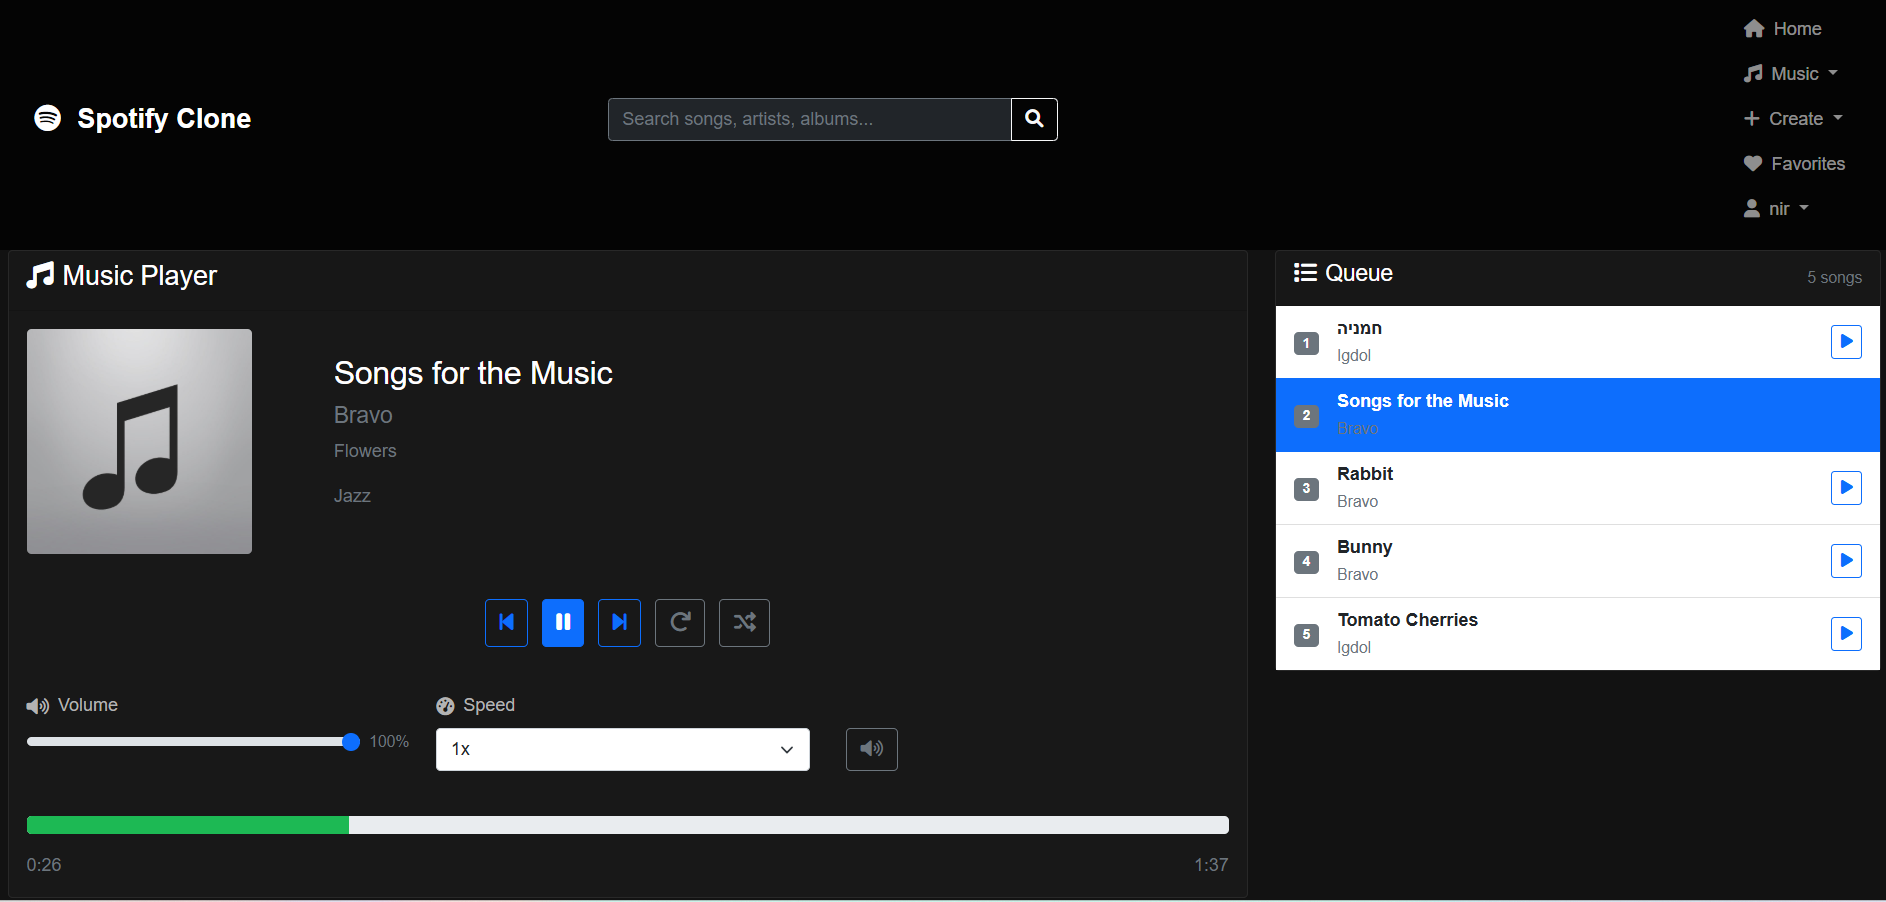 Home
Music
Create
Favorites
nir
Spotify Clone
Search songs, artists, albums...
Music Player
Songs for the Music
Bravo
Flowers
Jazz
Volume
100%
Speed
1x
0:26
1:37
Queue
5 songs
1
חמניה
Igdol
2
Songs for the Music
Bravo
3
Rabbit
Bravo
4
Bunny
Bravo
5
Tomato Cherries
Igdol